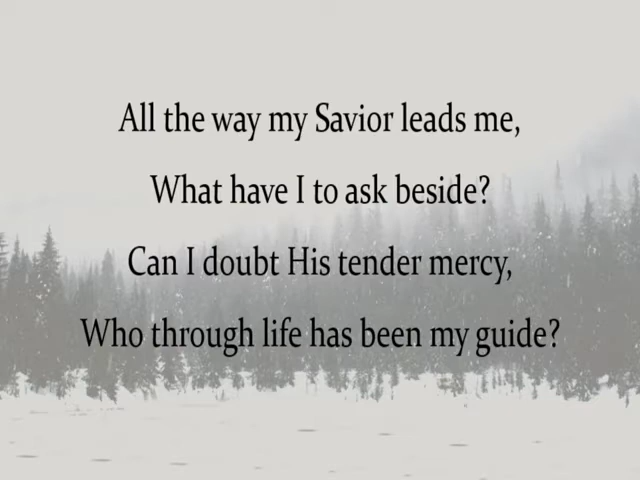 All the way my Savior leads me,
What have I to ask beside?
Can I doubt His tender mercy,
Who through life has been my guide?